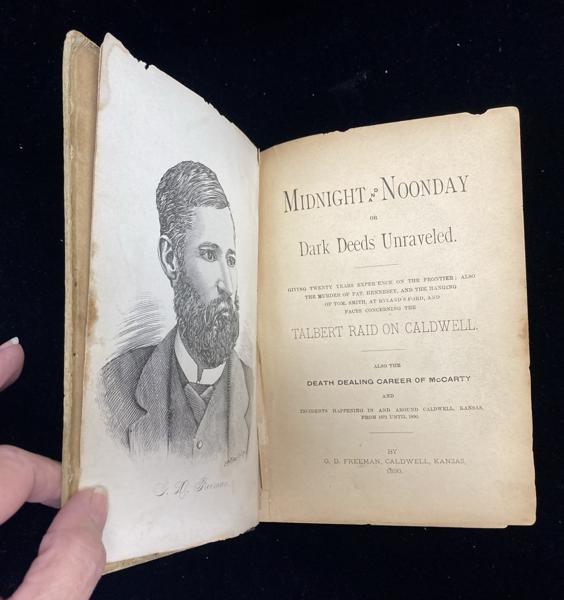 G. D. Freeman.
MIDNIGHT AND NOONDAY
OR
Dark Deeds Unraveled.
GIVING TWENTY YEARS EXPERIENCE ON THE FRONTIER; ALSO
THE MURDER OF PAT. HENNESEY, AND THE HANGING
OF TOM. SMITH, AT RYLAND'S FORD, AND
FACTS CONCERNING THE
TALBERT RAID ON CALDWELL.
ALSO THE
DEATH DEALING CAREER OF McCARTY
AND
INCIDENTS HAPPENING IN AND AROUND CALDWELL, KANSAS,
FROM 1871 UNTIL, 1890.
BY
G. D. FREEMAN, CALDWELL, KANSAS,
1890.